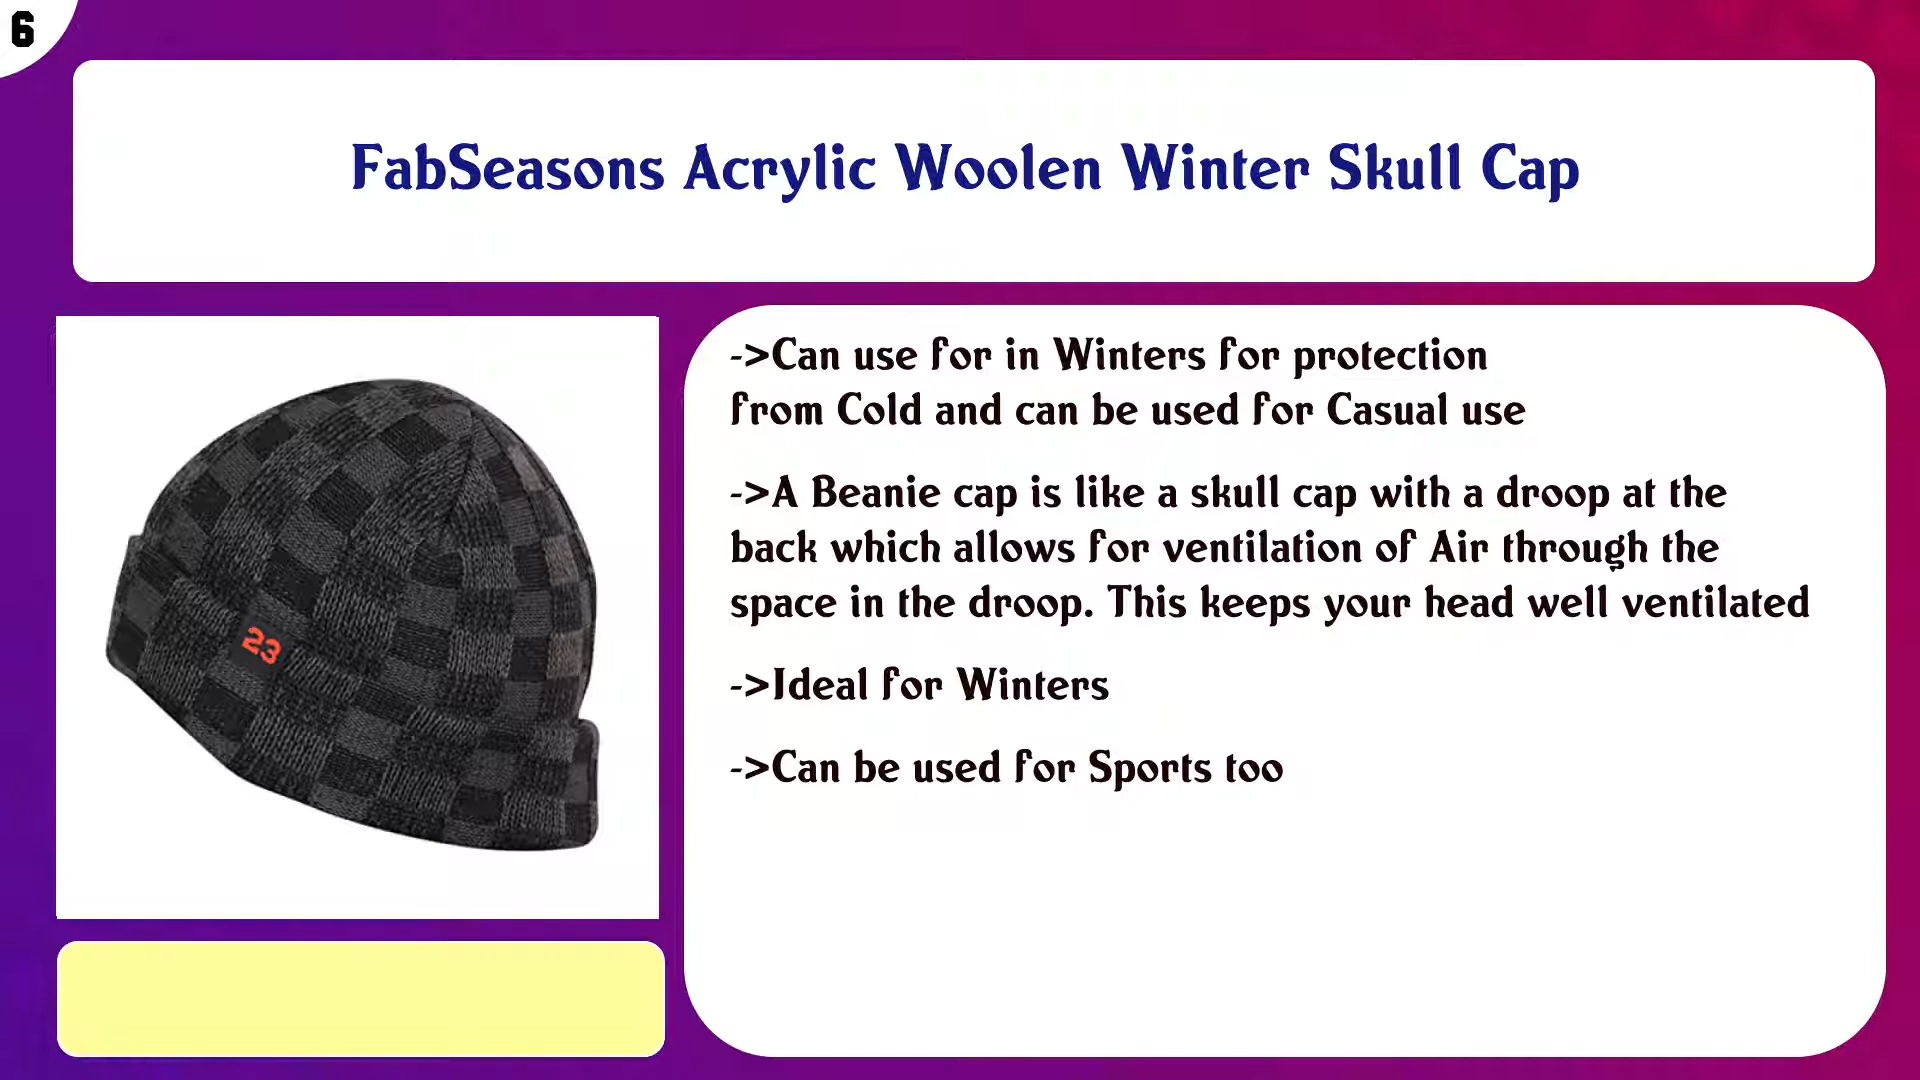 6
FabSeasons Acrylic Woolen Winter Skull Cap
->Can use for in Winters for protection
from Cold and can be used for Casual use
->A Beanie cap is like a skull cap with a droop at the
back which allows for ventilation of Air through the
space in the droop. This keeps your head well ventilated
->Ideal for Winters
->Can be used for Sports too
23